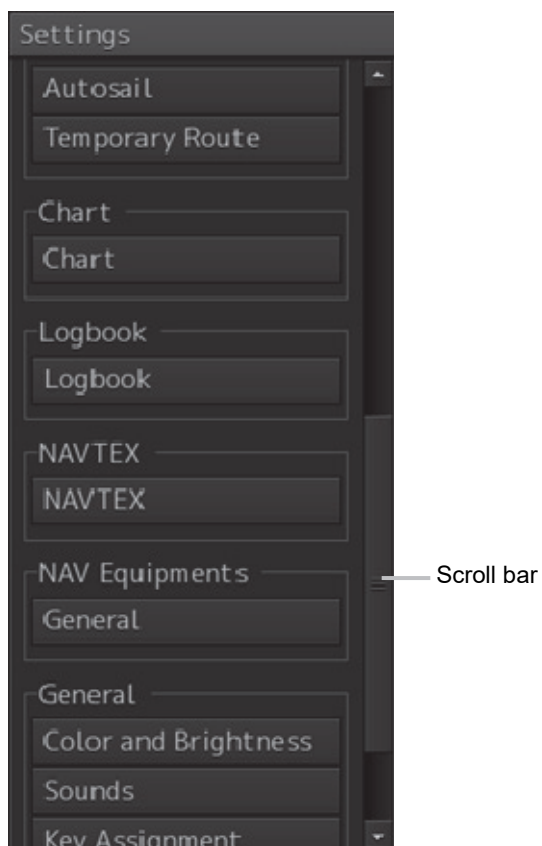 Settings
Autosail
Temporary Route
Chart
Chart
Logbook
Logbook
NAVTEX
NAVTEX
NAV Equipments
Scroll bar
General
General
Color and Brightness
Sounds
Key Assignment